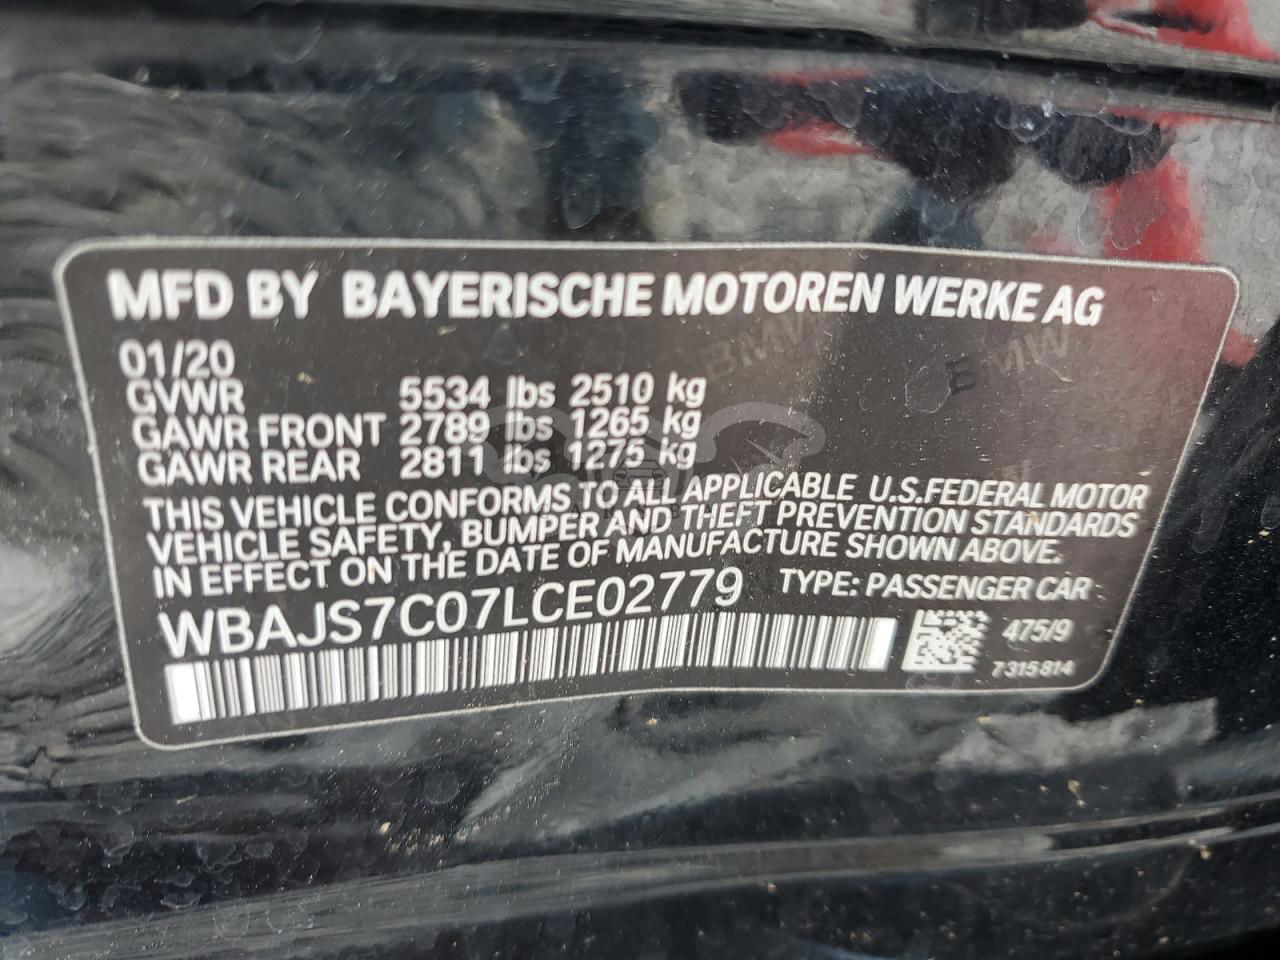 MFD BY BAYERISCHE MOTOREN WERKE AG
01/20
GVWR 5534 lbs 2510 kg
GAWR FRONT 2789 lbs 1265 kg
GAWR REAR 2811 lbs 1275 kg
THIS VEHICLE CONFORMS TO ALL APPLICABLE U.S.FEDERAL MOTOR
VEHICLE SAFETY, BUMPER AND THEFT PREVENTION STANDARDS
IN EFFECT ON THE DATE OF MANUFACTURE SHOWN ABOVE.
WBAJS7C07LCE02779 TYPE: PASSENGER CAR
475/9
7315814
BMW
BMW